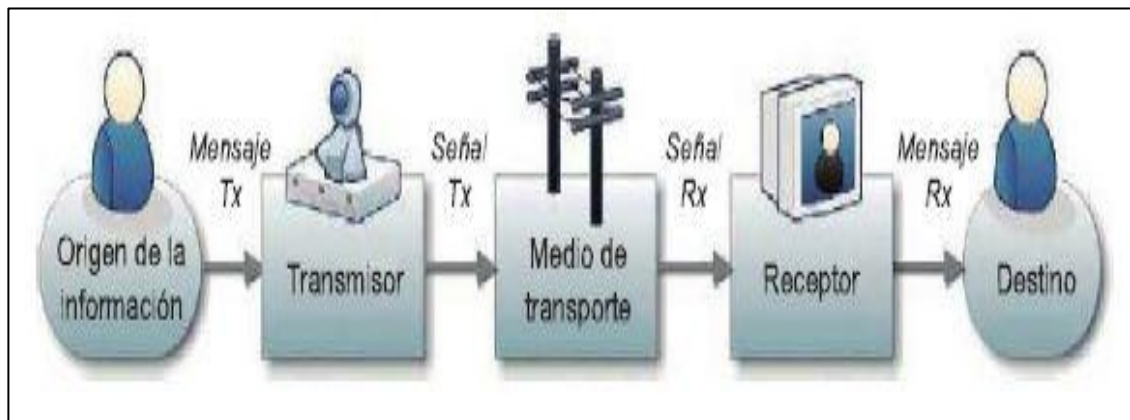 Mensaje
Tx
Señal
Tx
Señal
Rx
Mensaje
Rx
Origen de la
información
Transmisor
Medio de
transporte
Receptor
Destino